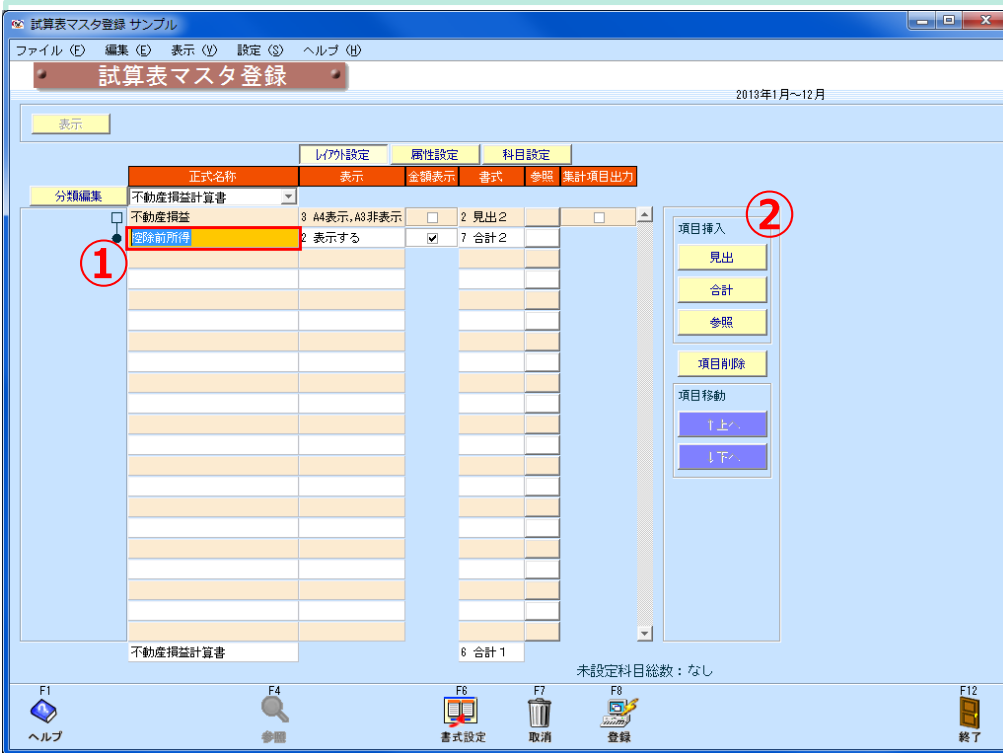 試算表マスタ登録 サンプル
ファイル (F) 編集 (E) 表示 (V) 設定 (S) ヘルプ (H)
試算表マスタ登録
2013年1月～12月
表示
ﾚｲｱｳﾄ設定 属性設定 科目設定
正式名称 表示 金額表示 書式 参照 集計項目出力
分類編集 不動産損益計算書
不動産損益 3 A4表示,A3非表示 2 見出2
控除前所得 2 表示する 7 合計2
①
②
項目挿入
見出
合計
参照
項目削除
項目移動
↑上へ
↓下へ
不動産損益計算書 6 合計1
未設定科目総数：なし
F1 F4 F6 F7 F8 F12
ヘルプ 参照 書式設定 取消 登録 終了